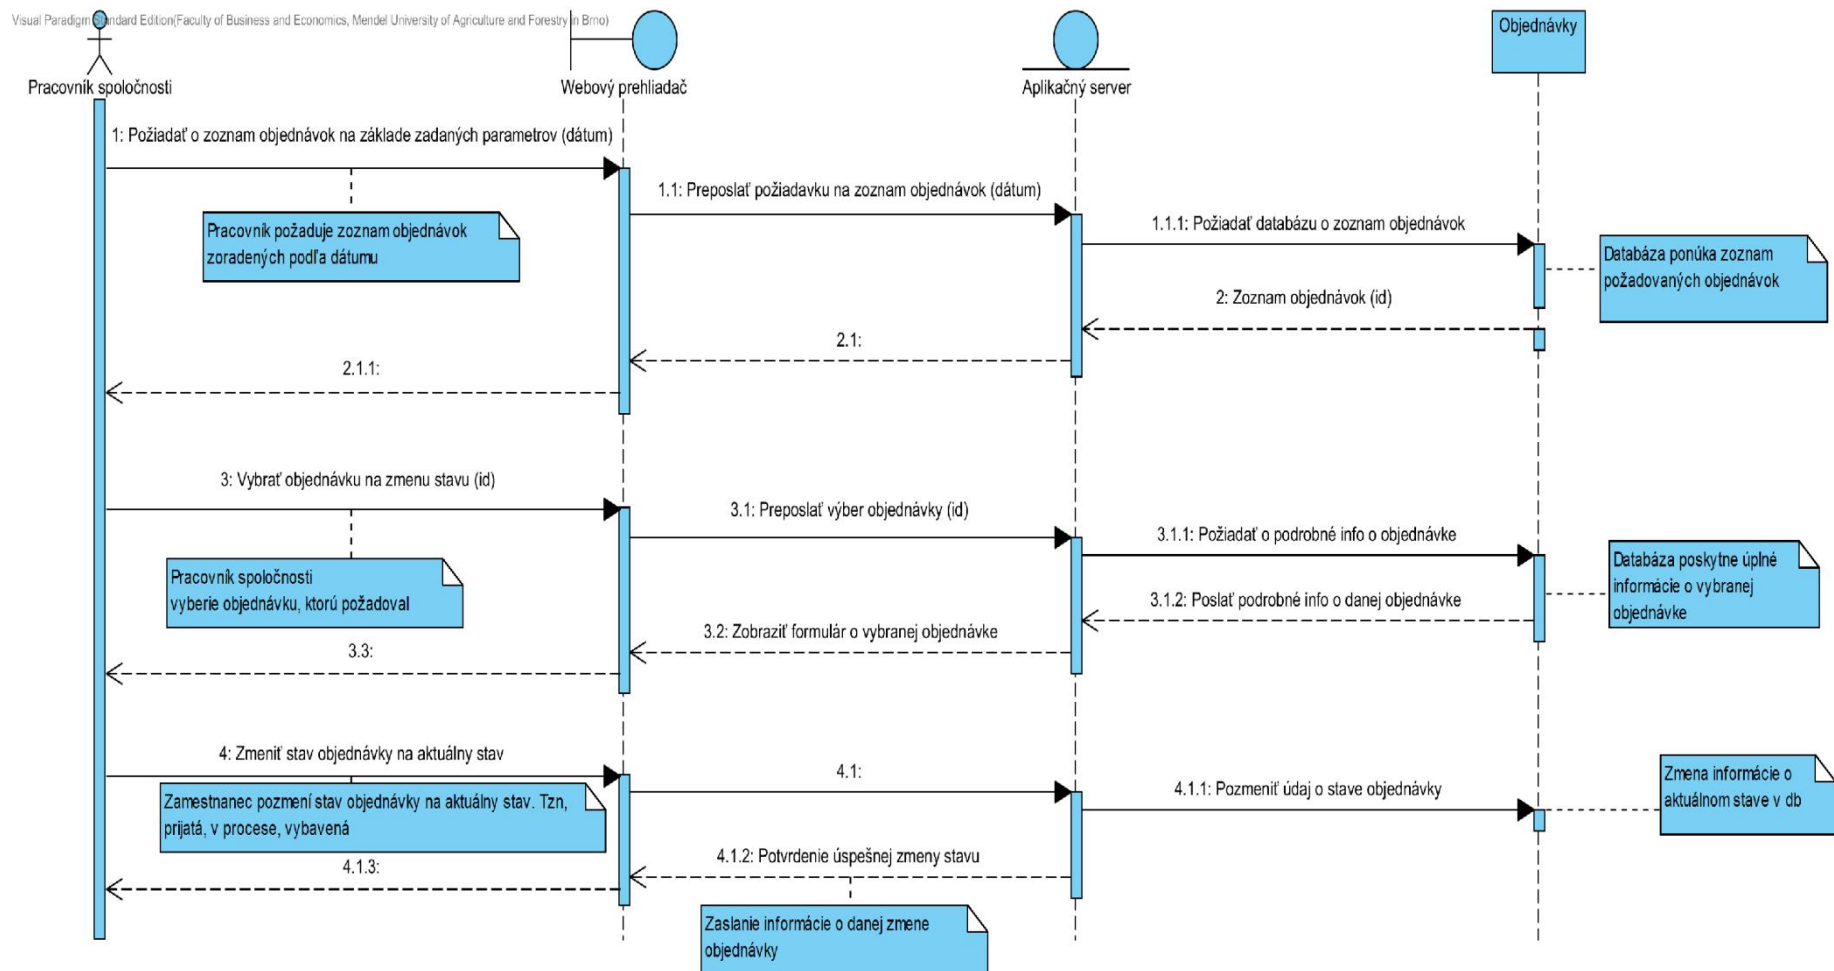 Visual Paradigm Standard Edition(Faculty of Business and Economics, Mendel University of Agriculture and Forestry in Brno)
Pracovník spoločnosti
Webový prehliadač
Aplikačný server
Objednávky
1: Požiadať o zoznam objednávok na základe zadaných parametrov (dátum)
Pracovník požaduje zoznam objednávok
zoradených podľa dátumu
1.1: Preposlať požiadavku na zoznam objednávok (dátum)
1.1.1: Požiadať databázu o zoznam objednávok
Databáza ponúka zoznam
požadovaných objednávok
2: Zoznam objednávok (id)
2.1:
2.1.1:
3: Vybrať objednávku na zmenu stavu (id)
Pracovník spoločnosti
vyberie objednávku, ktorú požadoval
3.1: Preposlať výber objednávky (id)
3.1.1: Požiadať o podrobné info o objednávke
Databáza poskytne úplné
informácie o vybranej
objednávke
3.1.2: Poslať podrobné info o danej objednávke
3.2: Zobraziť formulár o vybranej objednávke
3.3:
4: Zmeniť stav objednávky na aktuálny stav
Zamestnanec pozmení stav objednávky na aktuálny stav. Tzn,
prijatá, v procese, vybavená
4.1:
4.1.1: Pozmeniť údaj o stave objednávky
Zmena informácie o
aktuálnom stave v db
4.1.2: Potvrdenie úspešnej zmeny stavu
4.1.3:
Zaslanie informácie o danej zmene
objednávky